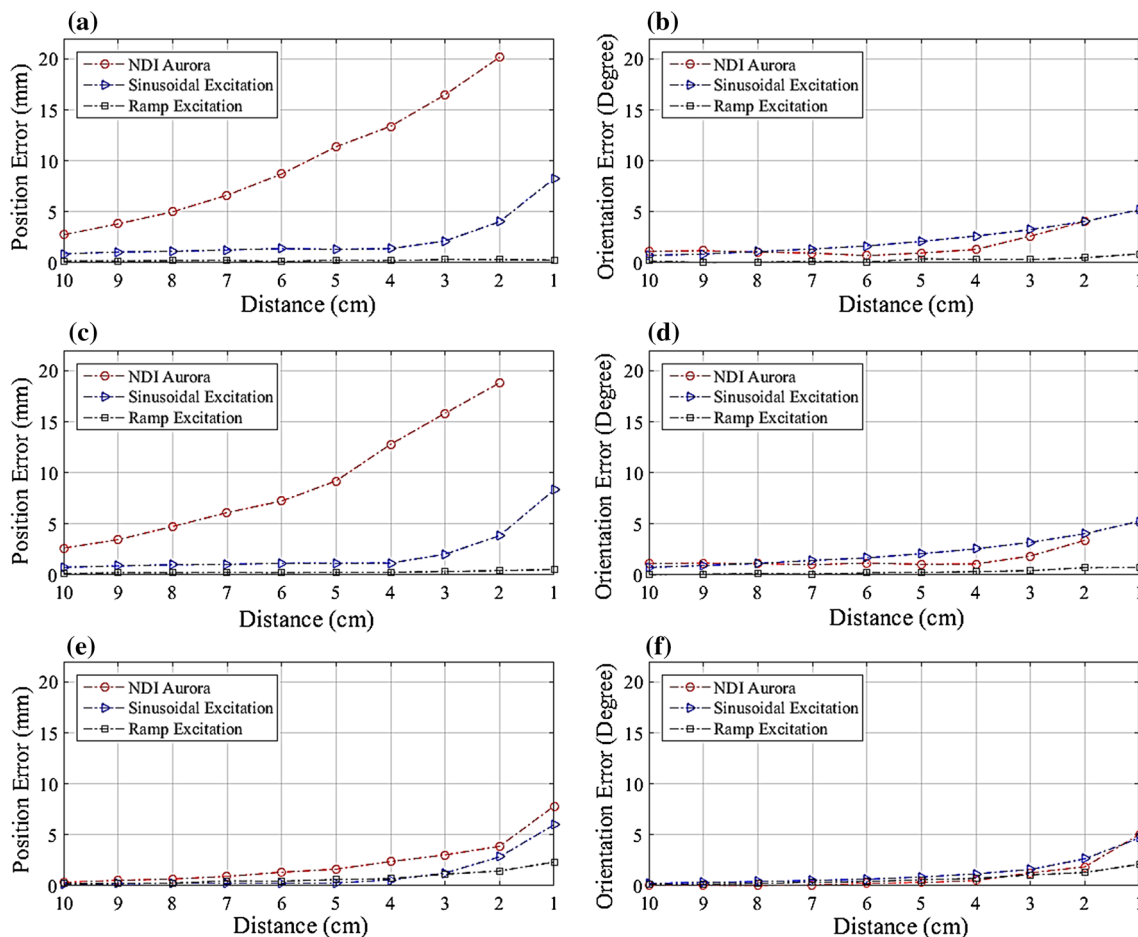 (a)
Position Error (mm)
20
15
10
5
0
NDI Aurora
Sinusoidal Excitation
Ramp Excitation
10 9 8 7 6 5 4 3 2 1
Distance (cm)
(b)
Orientation Error (Degree)
20
15
10
5
0
NDI Aurora
Sinusoidal Excitation
Ramp Excitation
10 9 8 7 6 5 4 3 2 1
Distance (cm)
(c)
Position Error (mm)
20
15
10
5
0
NDI Aurora
Sinusoidal Excitation
Ramp Excitation
10 9 8 7 6 5 4 3 2 1
Distance (cm)
(d)
Orientation Error (Degree)
20
15
10
5
0
NDI Aurora
Sinusoidal Excitation
Ramp Excitation
10 9 8 7 6 5 4 3 2 1
Distance (cm)
(e)
Position Error (mm)
20
15
10
5
0
NDI Aurora
Sinusoidal Excitation
Ramp Excitation
10 9 8 7 6 5 4 3 2 1
Distance (cm)
(f)
Orientation Error (Degree)
20
15
10
5
0
NDI Aurora
Sinusoidal Excitation
Ramp Excitation
10 9 8 7 6 5 4 3 2 1
Distance (cm)